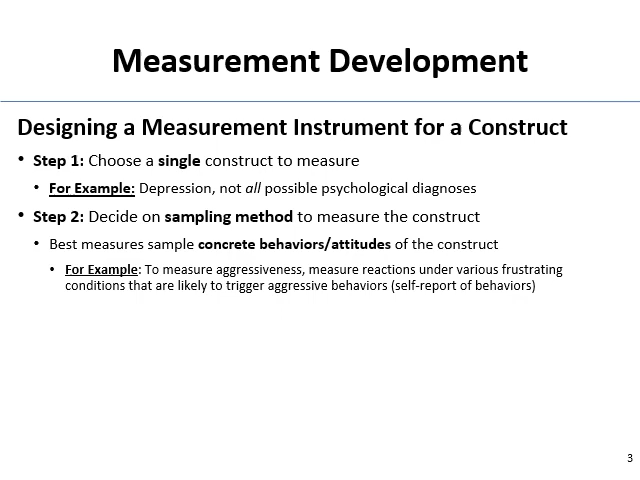 Measurement Development
Designing a Measurement Instrument for a Construct
• Step 1: Choose a single construct to measure
• For Example: Depression, not all possible psychological diagnoses
• Step 2: Decide on sampling method to measure the construct
• Best measures sample concrete behaviors/attitudes of the construct
• For Example: To measure aggressiveness, measure reactions under various frustrating
conditions that are likely to trigger aggressive behaviors (self-report of behaviors)
3